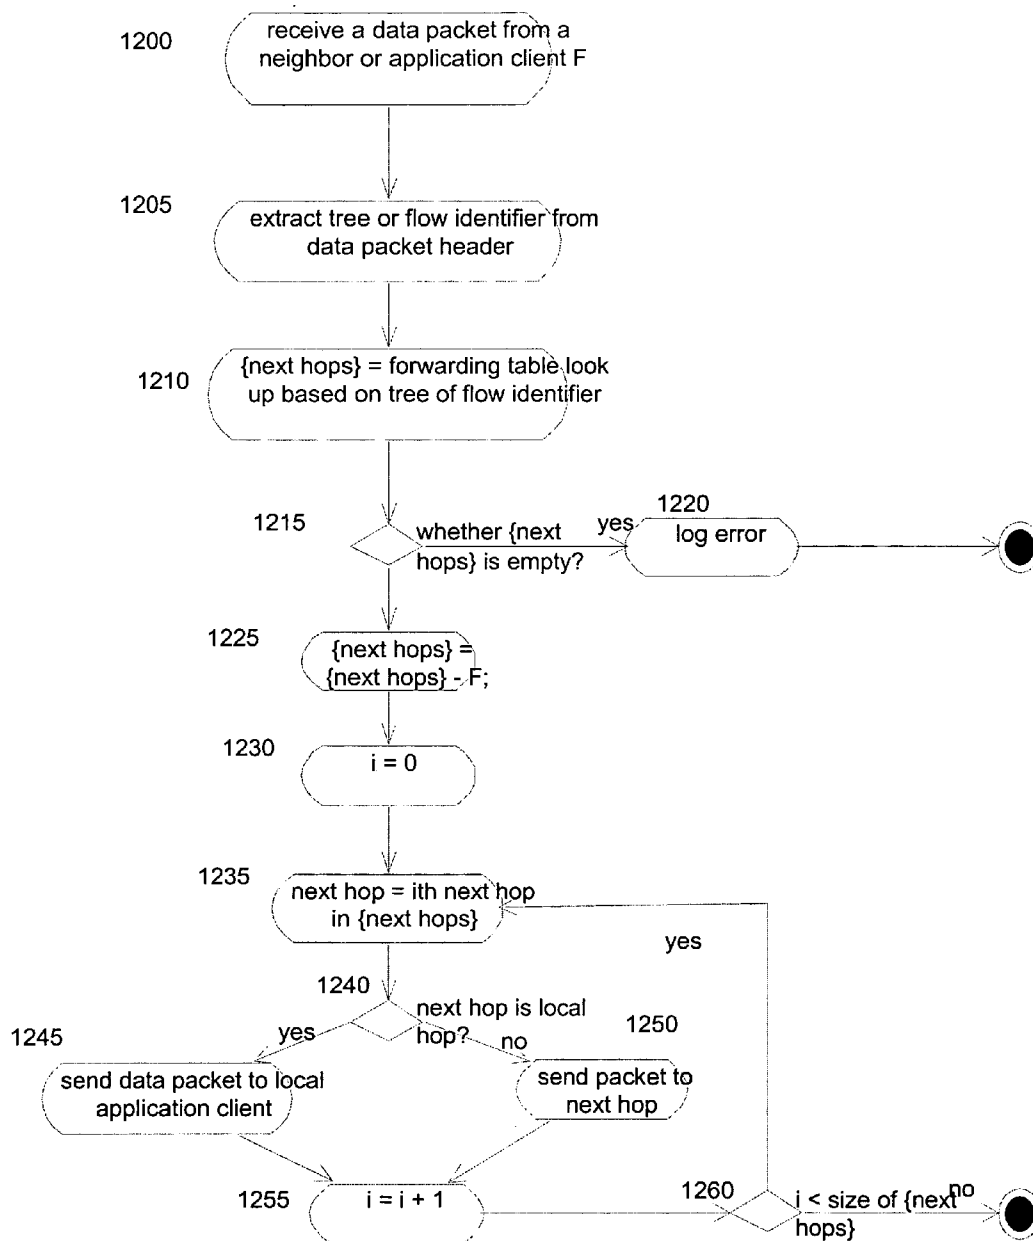 1200
receive a data packet from a
neighbor or application client F
1205
extract tree or flow identifier from
data packet header
1210
{next hops} = forwarding table look
up based on tree of flow identifier
1215
whether {next
hops} is empty?
yes
1220
log error
1225
{next hops} =
{next hops} - F;
1230
i = 0
1235
next hop = ith next hop
in {next hops}
yes
1240
next hop is local
hop?
yes
no
1245
send data packet to local
application client
1250
send packet to
next hop
1255
i = i + 1
1260
i < size of {next
hops}
no